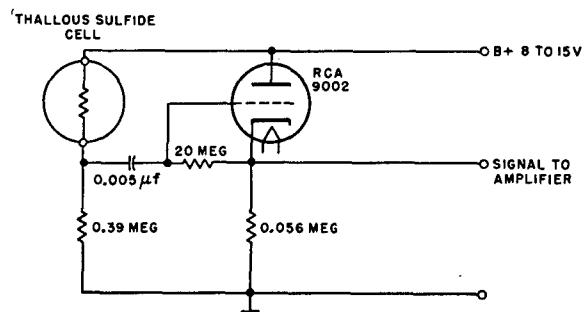 'THALLOUS SULFIDE
CELL
RCA
9002
B+ 8 TO 15V
20 MEG
0.005 μf
SIGNAL TO
AMPLIFIER
0.39 MEG
0.056 MEG